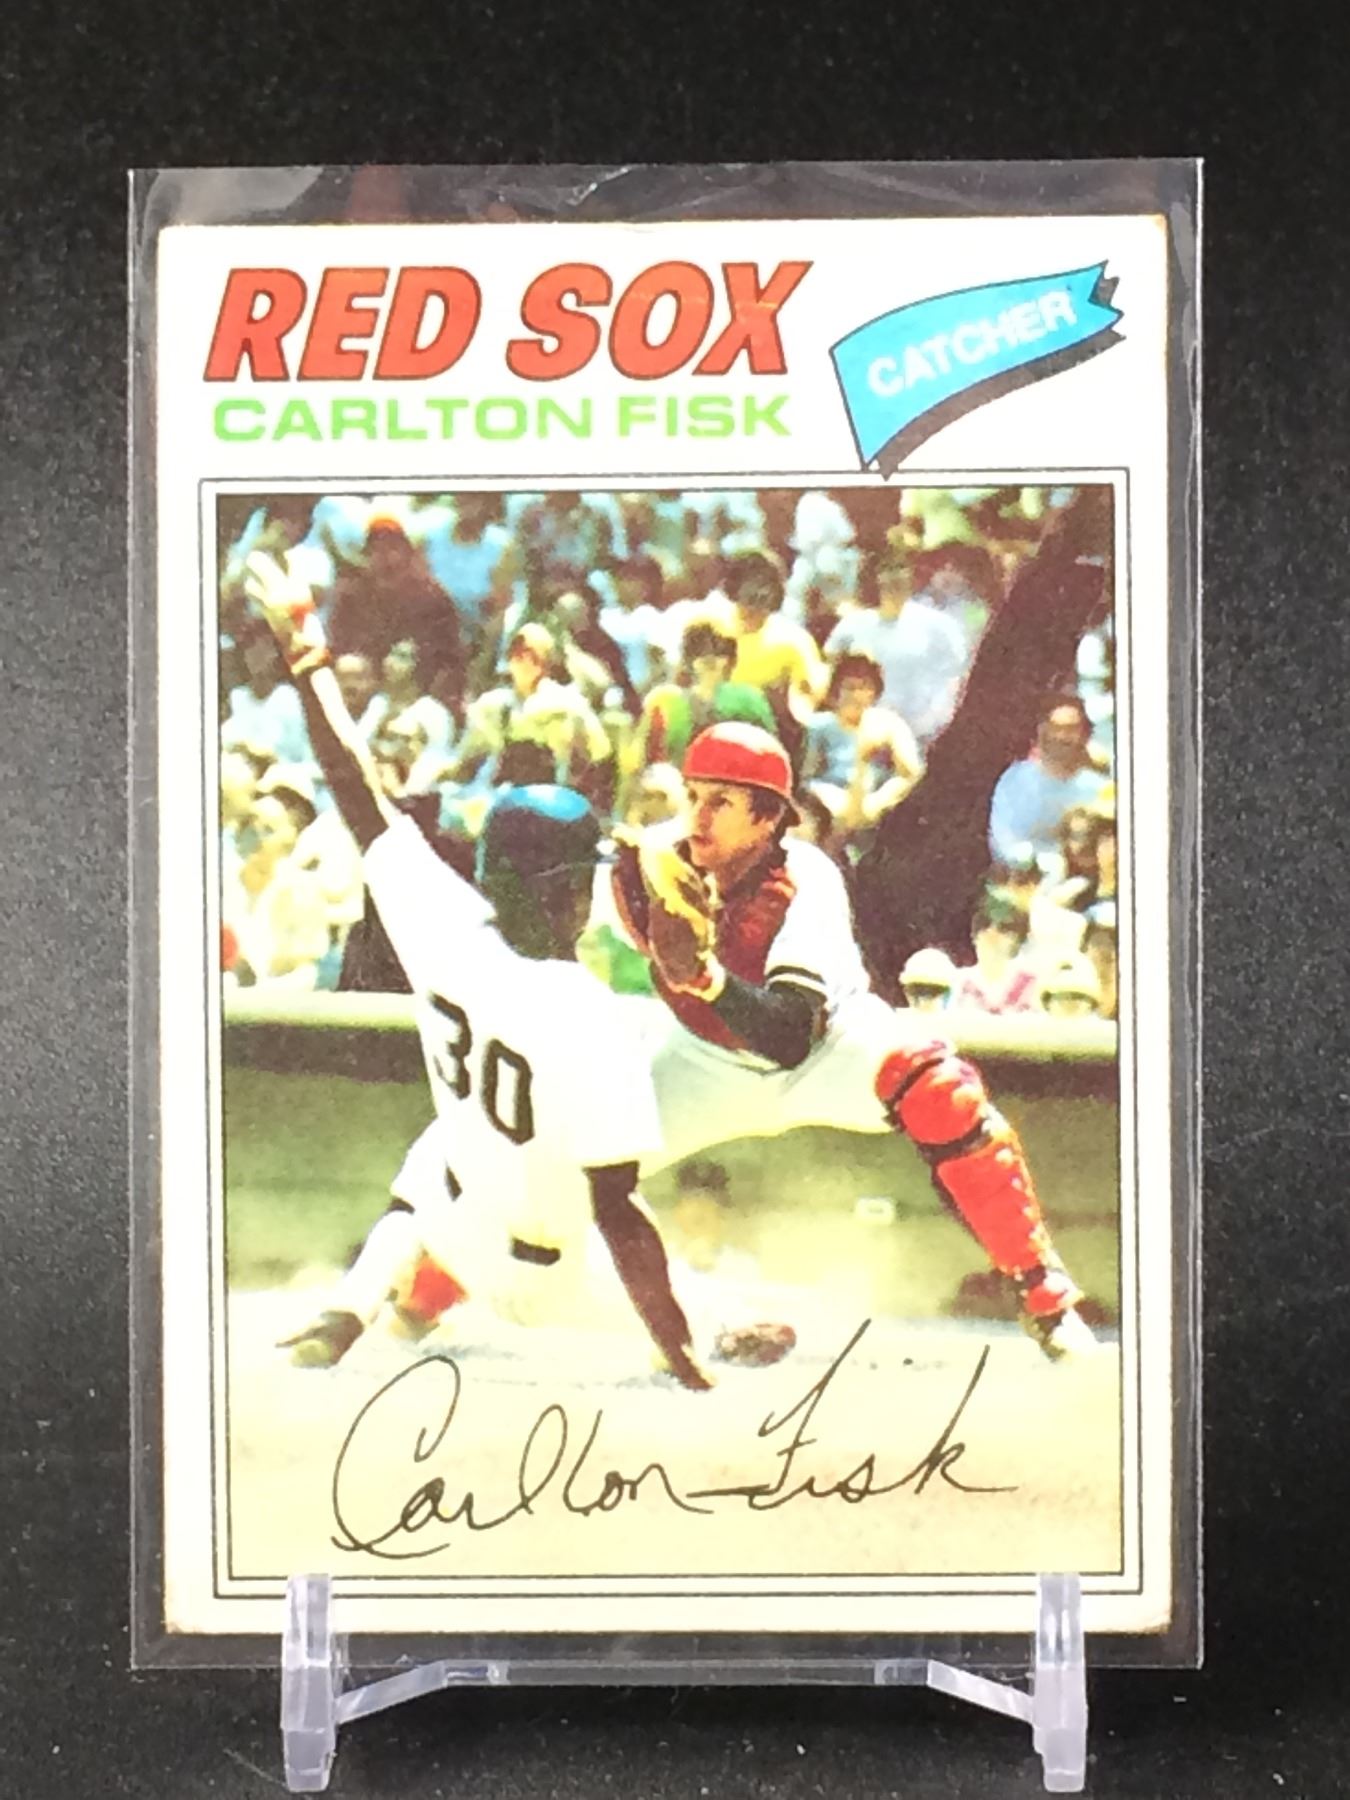 RED SOX
CARLTON FISK
CATCHER
30
Carlton Fisk